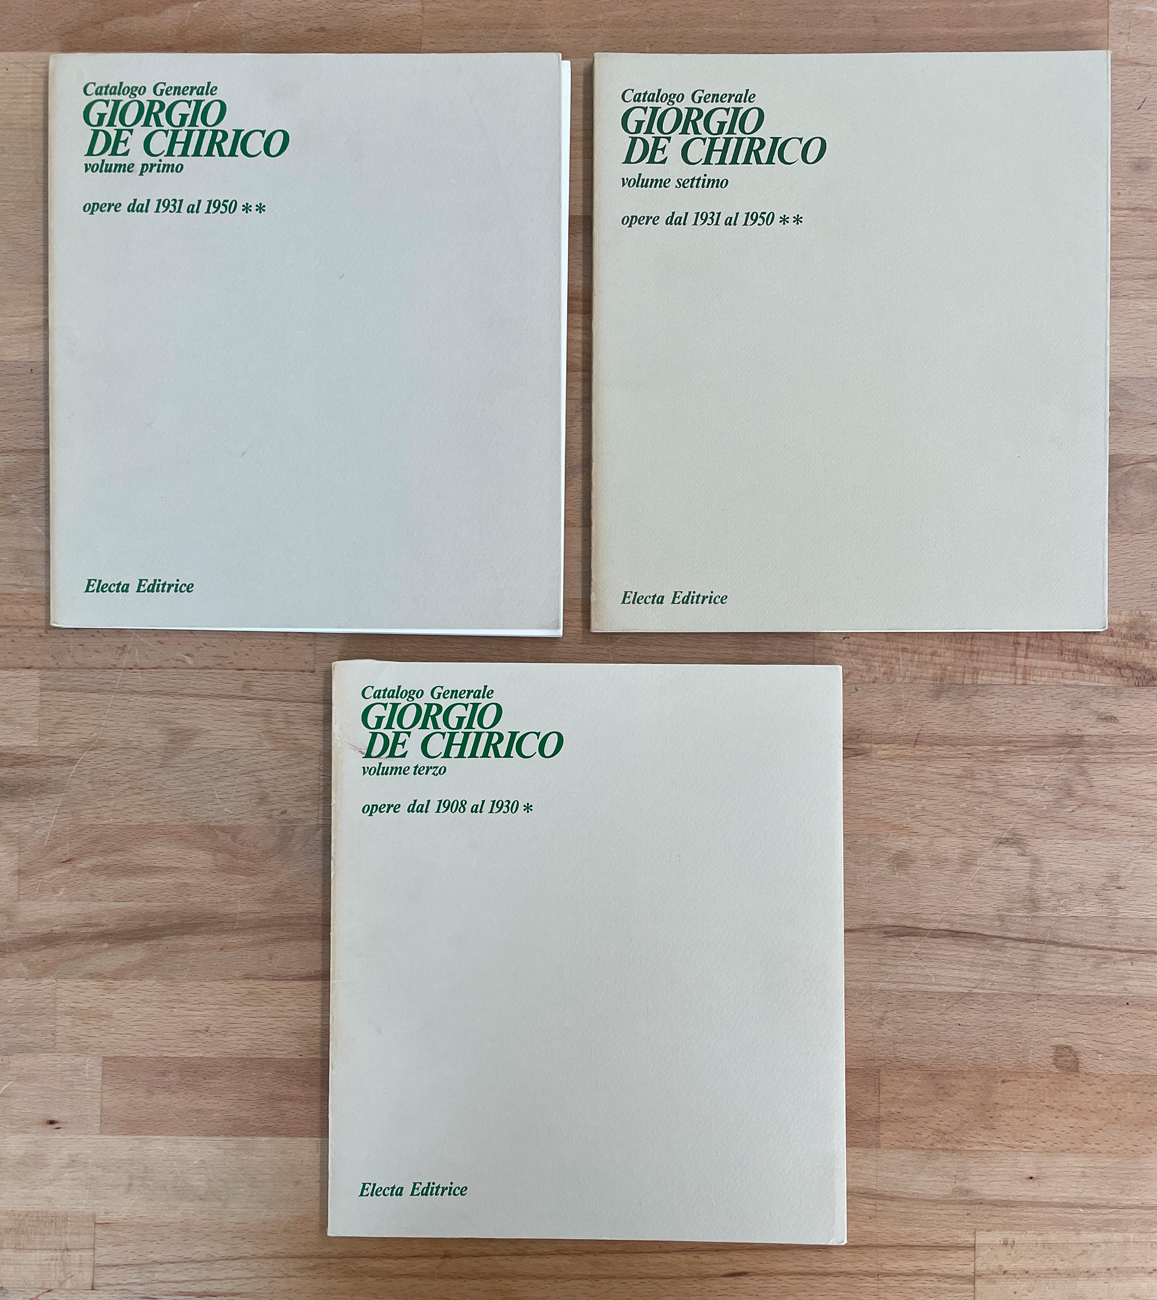 Catalogo Generale
GIORGIO
DE CHIRICO
volume primo
opere dal 1931 al 1950 **
Electa Editrice
Catalogo Generale
GIORGIO
DE CHIRICO
volume settimo
opere dal 1931 al 1950 **
Electa Editrice
Catalogo Generale
GIORGIO
DE CHIRICO
volume terzo
opere dal 1908 al 1930 *
Electa Editrice